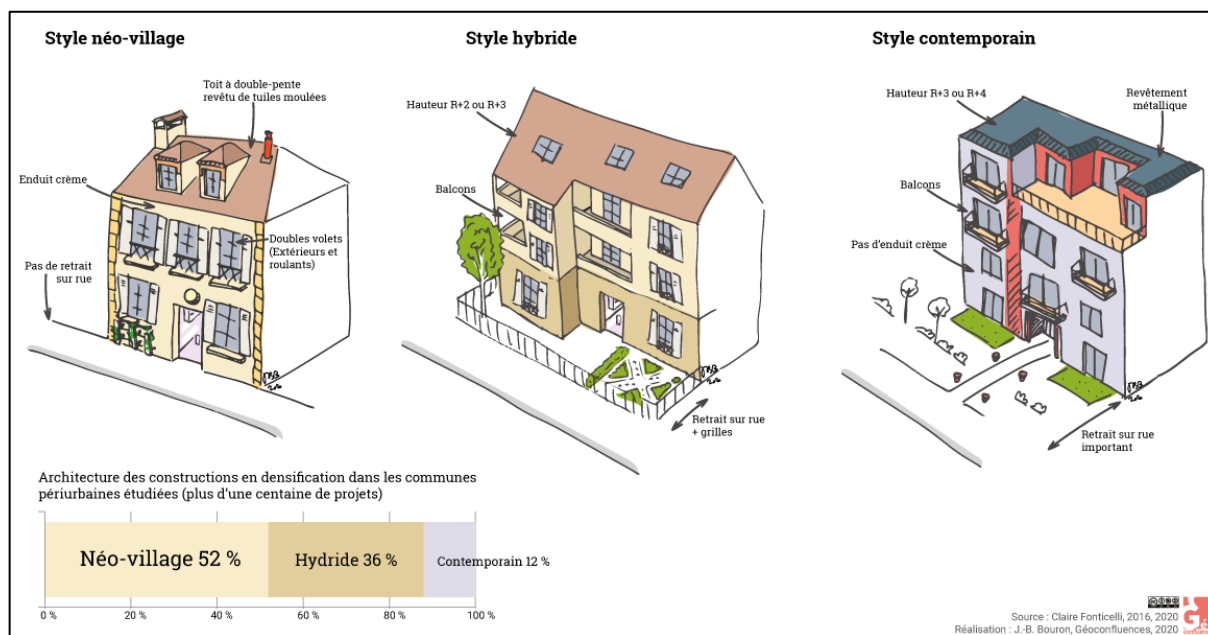 Style néo-village
Toit à double-pente
revêtu de tuiles moulées
Enduit crème
Doubles volets
(Extérieurs et
roulants)
Pas de retrait
sur rue
Style hybride
Hauteur R+2 ou R+3
Balcons
Retrait sur rue
+ grilles
Style contemporain
Hauteur R+3 ou R+4
Revêtement
métallique
Balcons
Pas d'enduit crème
Retrait sur rue
important
Architecture des constructions en densification dans les communes
périurbaines étudiées (plus d'une centaine de projets)
Néo-village 52 %
Hydride 36 %
Contemporain 12 %
0 %
20 %
40 %
60 %
80 %
100 %
Source : Claire Fonticelli, 2016, 2020
Réalisation : J.-B. Bouron, Géoconfluences, 2020